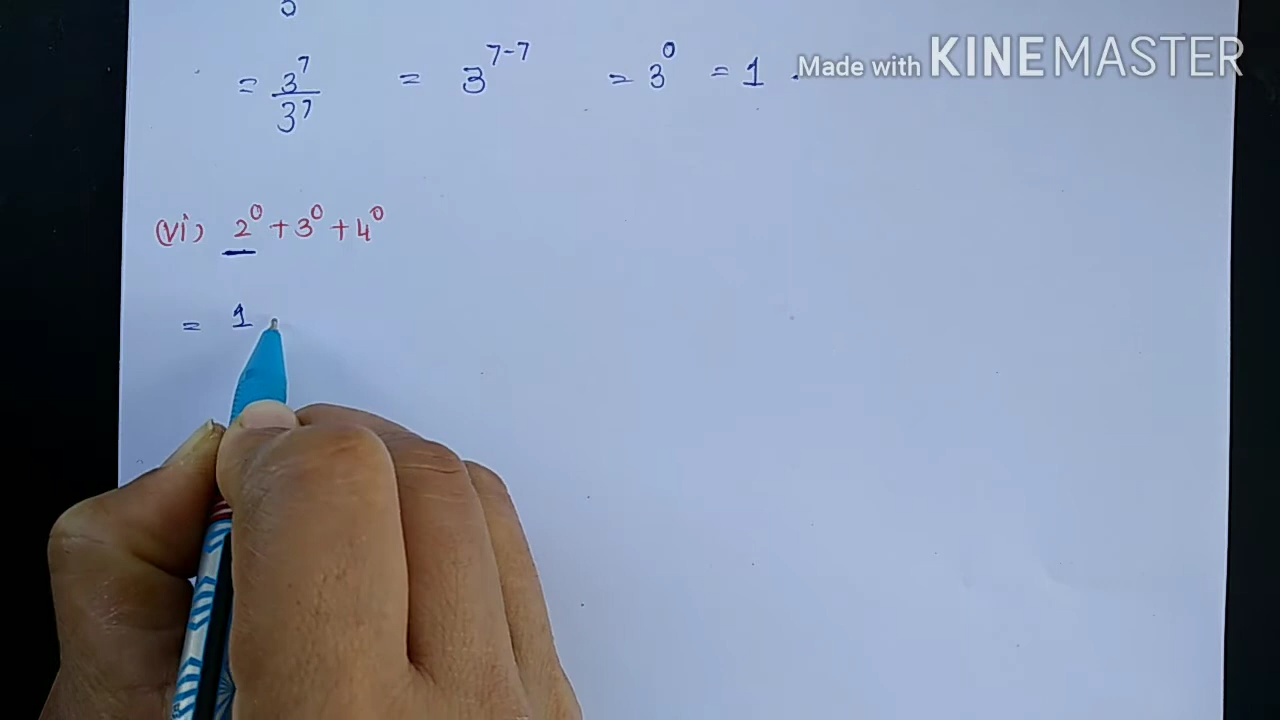 = 3⁷/3⁷ = 3⁷⁻⁷ = 3⁰ = 1 .
Made with KINEMASTER
(vi) 2⁰ + 3⁰ + 4⁰
= 1